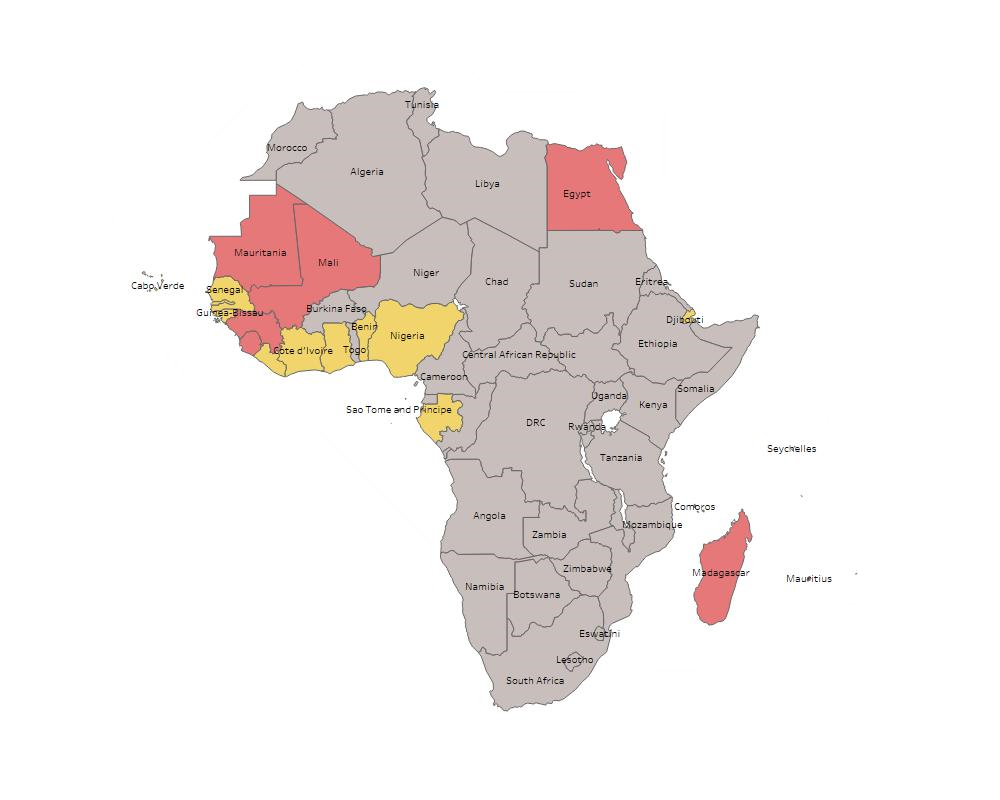 Tunisia
Morocco
Algeria
Libya
Egypt
Mauritania
Mali
Niger
Chad
Sudan
Eritrea
Cabo Verde
Senegal
Guinea-Bissau
Burkina Faso
Djibouti
Benin
Nigeria
Ethiopia
Côte d'Ivoire
Togo
Central African Republic
Cameroon
Somalia
Uganda
Kenya
Sao Tome and Principe
DRC
Rwanda
Seychelles
Tanzania
Comoros
Angola
Mozambique
Zambia
Zimbabwe
Madagascar
Mauritius
Namibia
Botswana
Eswatini
Lesotho
South Africa